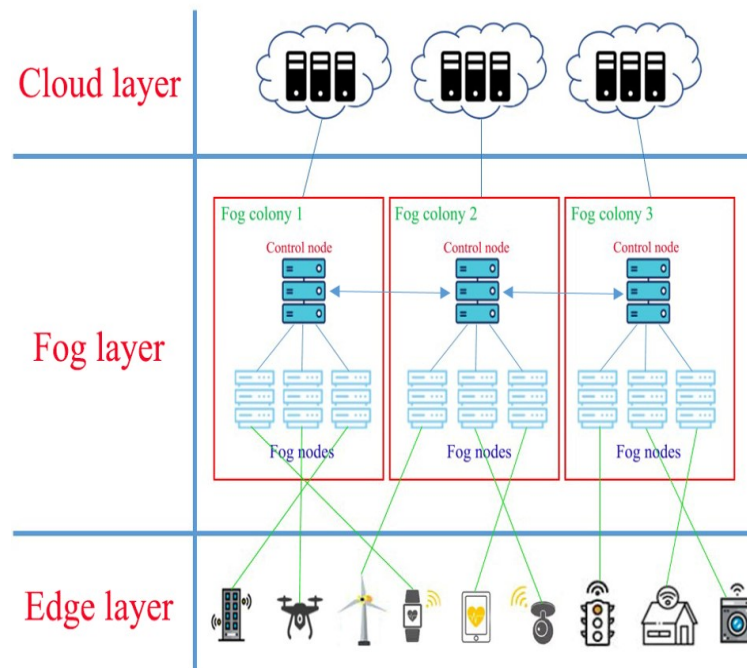 Cloud layer
Fog colony 1
Fog colony 2
Fog colony 3
Control node
Control node
Control node
Fog layer
Fog nodes
Fog nodes
Fog nodes
Edge layer